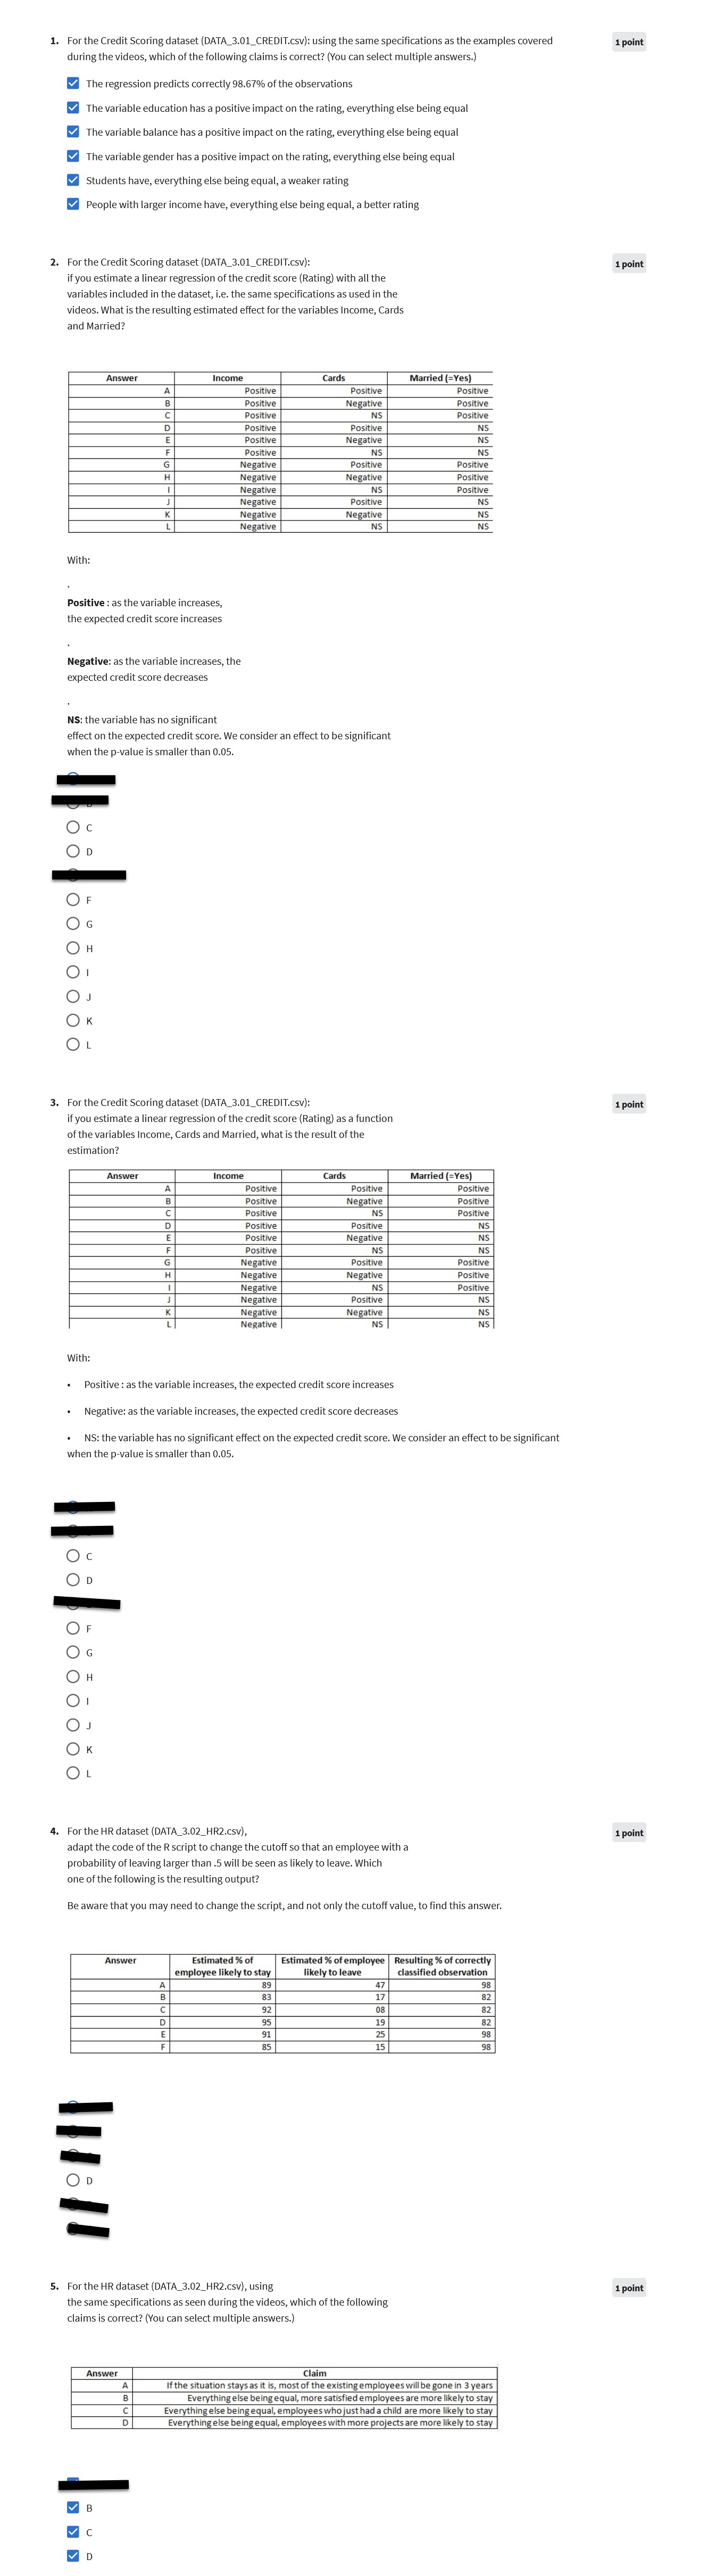 1. For the Credit Scoring dataset (DATA_3.01_CREDIT.csv): using the same specifications as the examples covered
during the videos, which of the following claims is correct? (You can select multiple answers.)
1 point
The regression predicts correctly 98.67% of the observations
The variable education has a positive impact on the rating, everything else being equal
The variable balance has a positive impact on the rating, everything else being equal
The variable gender has a positive impact on the rating, everything else being equal
Students have, everything else being equal, a weaker rating
People with larger income have, everything else being equal, a better rating
2. For the Credit Scoring dataset (DATA_3.01_CREDIT.csv):
1 point
if you estimate a linear regression of the credit score (Rating) with all the
variables included in the dataset, i.e. the same specifications as used in the
videos. What is the resulting estimated effect for the variables Income, Cards
and Married?
Answer Income Cards Married (=Yes)
A Positive Positive Positive
B Positive Negative Positive
C Positive NS Positive
D Positive Positive NS
E Positive Negative NS
F Positive NS NS
G Negative Positive Positive
H Negative Negative Positive
I Negative NS Positive
J Negative Positive NS
K Negative Negative NS
L Negative NS NS
With:
.
Positive : as the variable increases,
the expected credit score increases
.
Negative: as the variable increases, the
expected credit score decreases
.
NS: the variable has no significant
effect on the expected credit score. We consider an effect to be significant
when the p-value is smaller than 0.05.
C
D
F
G
H
I
J
K
L
3. For the Credit Scoring dataset (DATA_3.01_CREDIT.csv):
1 point
if you estimate a linear regression of the credit score (Rating) as a function
of the variables Income, Cards and Married, what is the result of the
estimation?
Answer Income Cards Married (=Yes)
A Positive Positive Positive
B Positive Negative Positive
C Positive NS Positive
D Positive Positive NS
E Positive Negative NS
F Positive NS NS
G Negative Positive Positive
H Negative Negative Positive
I Negative NS Positive
J Negative Positive NS
K Negative Negative NS
L Negative NS NS
With:
• Positive : as the variable increases, the expected credit score increases
• Negative: as the variable increases, the expected credit score decreases
• NS: the variable has no significant effect on the expected credit score. We consider an effect to be significant
when the p-value is smaller than 0.05.
C
D
F
G
H
I
J
K
L
4. For the HR dataset (DATA_3.02_HR2.csv),
1 point
adapt the code of the R script to change the cutoff so that an employee with a
probability of leaving larger than .5 will be seen as likely to leave. Which
one of the following is the resulting output?
Be aware that you may need to change the script, and not only the cutoff value, to find this answer.
Answer Estimated % of employee likely to stay Estimated % of employee likely to leave Resulting % of correctly classified observation
A 89 47 98
B 83 17 82
C 92 08 82
D 95 19 82
E 91 25 98
F 85 15 98
D
5. For the HR dataset (DATA_3.02_HR2.csv), using
1 point
the same specifications as seen during the videos, which of the following
claims is correct? (You can select multiple answers.)
Answer Claim
A If the situation stays as it is, most of the existing employees will be gone in 3 years
B Everything else being equal, more satisfied employees are more likely to stay
C Everything else being equal, employees who just had a child are more likely to stay
D Everything else being equal, employees with more projects are more likely to stay
B
C
D